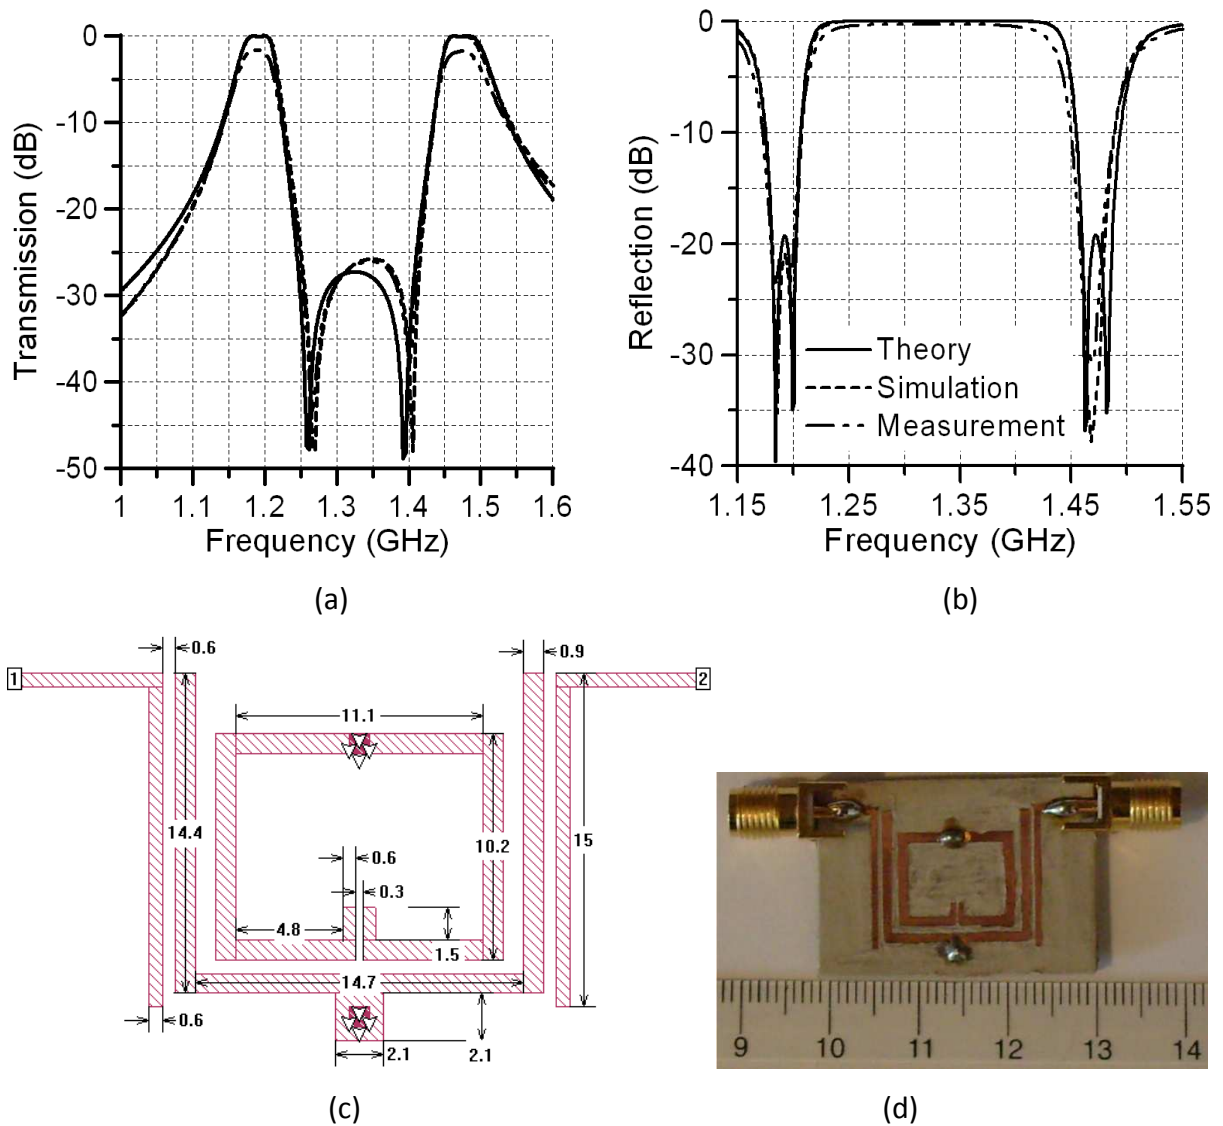 Transmission (dB)
0
-10
-20
-30
-40
-50
1 1.1 1.2 1.3 1.4 1.5 1.6
Frequency (GHz)
(a)
Reflection (dB)
0
-10
-20
-30
-40
Theory
Simulation
Measurement
1.15 1.25 1.35 1.45 1.55
Frequency (GHz)
(b)
0.6
0.9
1
2
11.1
14.4
10.2
15
0.6
0.3
4.8
1.5
14.7
0.6
2.1
2.1
(c)
9 10 11 12 13 14
(d)